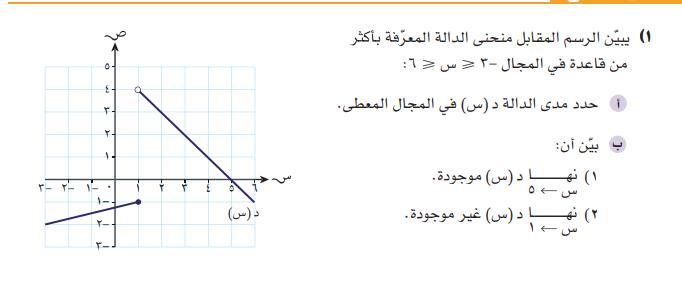 ١) يبيّن الرسم المقابل منحنى الدالة المعرّفة بأكثر
من قاعدة في المجال -٣ ⩽ س ⩽ ٦:
أ حدد مدى الدالة د (س) في المجال المعطى.
ب بيّن أن:
١) نهــــا د (س) موجودة.
س ← ٥
٢) نهــــا د (س) غير موجودة.
س ← ١
ص
٥
٤
٣
٢
١
-٣ -٢ -١ ٠ ١ ٢ ٣ ٤ ٥ ٦ س
-١
-٢
-٣
د (س)